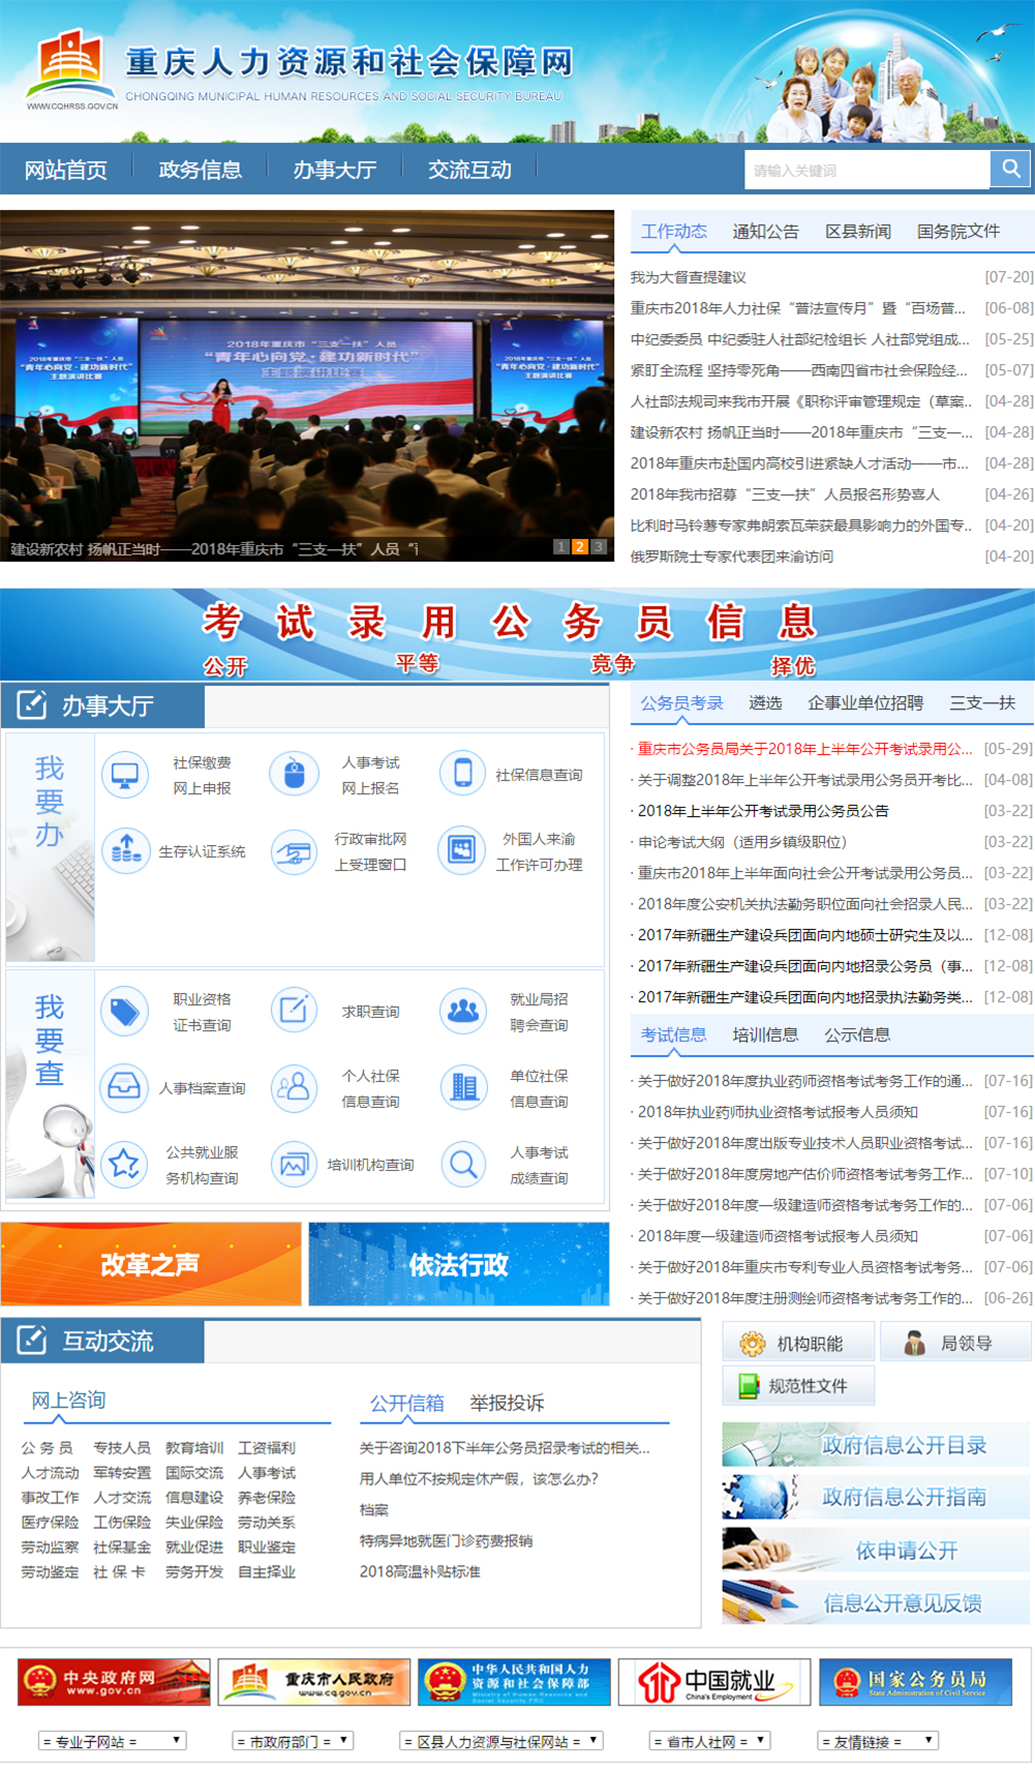 重庆人力资源和社会保障网
WWW.CQHRSS.GOV.CN
CHONGQING MUNICIPAL HUMAN RESOURCES AND SOCIAL SECURITY BUREAU
网站首页 政务信息 办事大厅 交流互动 请输入关键词
2018年重庆市“三支一扶”人员
“青年心向党·建功新时代”
主题演讲比赛
2018年重庆市“三支一扶”人员
“青年心向党·建功新时代”
主题演讲比赛
2018年重庆市“三支一扶”人员
“青年心向党·建功新时代”
主题演讲比赛
建设新农村 扬帆正当时——2018年重庆市“三支一扶”人员“
1 2 3
工作动态 通知公告 区县新闻 国务院文件
我为大督查提建议 [07-20]
重庆市2018年人力社保“普法宣传月”暨“百场普... [06-08]
中纪委委员 中纪委驻人社部纪检组长 人社部党组成... [05-25]
紧盯全流程 坚持零死角——西南四省市社会保险经... [05-07]
人社部法规司来我市开展《职称评审管理规定（草案.. [04-28]
建设新农村 扬帆正当时——2018年重庆市“三支一... [04-28]
2018年重庆市赴国内高校引进紧缺人才活动——市... [04-28]
2018年我市招募“三支一扶”人员报名形势喜人 [04-26]
比利时马铃薯专家弗朗索瓦荣获最具影响力的外国专.. [04-20]
俄罗斯院士专家代表团来渝访问 [04-20]
考试录用公务员信息
公开 平等 竞争 择优
办事大厅
我要办
社保缴费
网上申报
人事考试
网上报名
社保信息查询
生存认证系统
行政审批网
上受理窗口
外国人来渝
工作许可办理
我要查
职业资格
证书查询
求职查询
就业局招
聘会查询
人事档案查询
个人社保
信息查询
单位社保
信息查询
公共就业服
务机构查询
培训机构查询
人事考试
成绩查询
改革之声
依法行政
公务员考录 遴选 企事业单位招聘 三支一扶
· 重庆市公务员局关于2018年上半年公开考试录用公... [05-29]
· 关于调整2018年上半年公开考试录用公务员开考比... [04-08]
· 2018年上半年公开考试录用公务员公告 [03-22]
· 申论考试大纲（适用乡镇级职位） [03-22]
· 重庆市2018年上半年面向社会公开考试录用公务员... [03-22]
· 2018年度公安机关执法勤务职位面向社会招录人民... [03-22]
· 2017年新疆生产建设兵团面向内地硕士研究生及以... [12-08]
· 2017年新疆生产建设兵团面向内地招录公务员（事... [12-08]
· 2017年新疆生产建设兵团面向内地招录执法勤务类... [12-08]
考试信息 培训信息 公示信息
· 关于做好2018年度执业药师资格考试考务工作的通... [07-16]
· 2018年执业药师执业资格考试报考人员须知 [07-16]
· 关于做好2018年度出版专业技术人员职业资格考试... [07-16]
· 关于做好2018年度房地产估价师资格考试考务工作... [07-10]
· 关于做好2018年度一级建造师资格考试考务工作的... [07-06]
· 2018年度一级建造师资格考试报考人员须知 [07-06]
· 关于做好2018年度重庆市专利专业人员资格考试考务... [07-06]
· 关于做好2018年度注册测绘师资格考试考务工作的... [06-26]
互动交流
网上咨询
公 务 员 专技人员 教育培训 工资福利
人才流动 军转安置 国际交流 人事考试
事改工作 人才交流 信息建设 养老保险
医疗保险 工伤保险 失业保险 劳动关系
劳动监察 社保基金 就业促进 职业鉴定
劳动鉴定 社 保 卡 劳务开发 自主择业
公开信箱 举报投诉
关于咨询2018下半年公务员招录考试的相关...
用人单位不按规定休产假，该怎么办?
档案
特病异地就医门诊药费报销
2018高温补贴标准
机构职能 局领导
规范性文件
政府信息公开目录
政府信息公开指南
依申请公开
信息公开意见反馈
中央政府网
www.gov.cn
重庆市人民政府
www.cq.gov.cn
中华人民共和国人力
资源和社会保障部
Ministry of Human Resource and
Social Security PRC
中国就业
China's Employment
国家公务员局
State Administration of Civil Service
= 专业子网站 = = 市政府部门 = = 区县人力资源与社保网站 = = 省市人社网 = = 友情链接 =